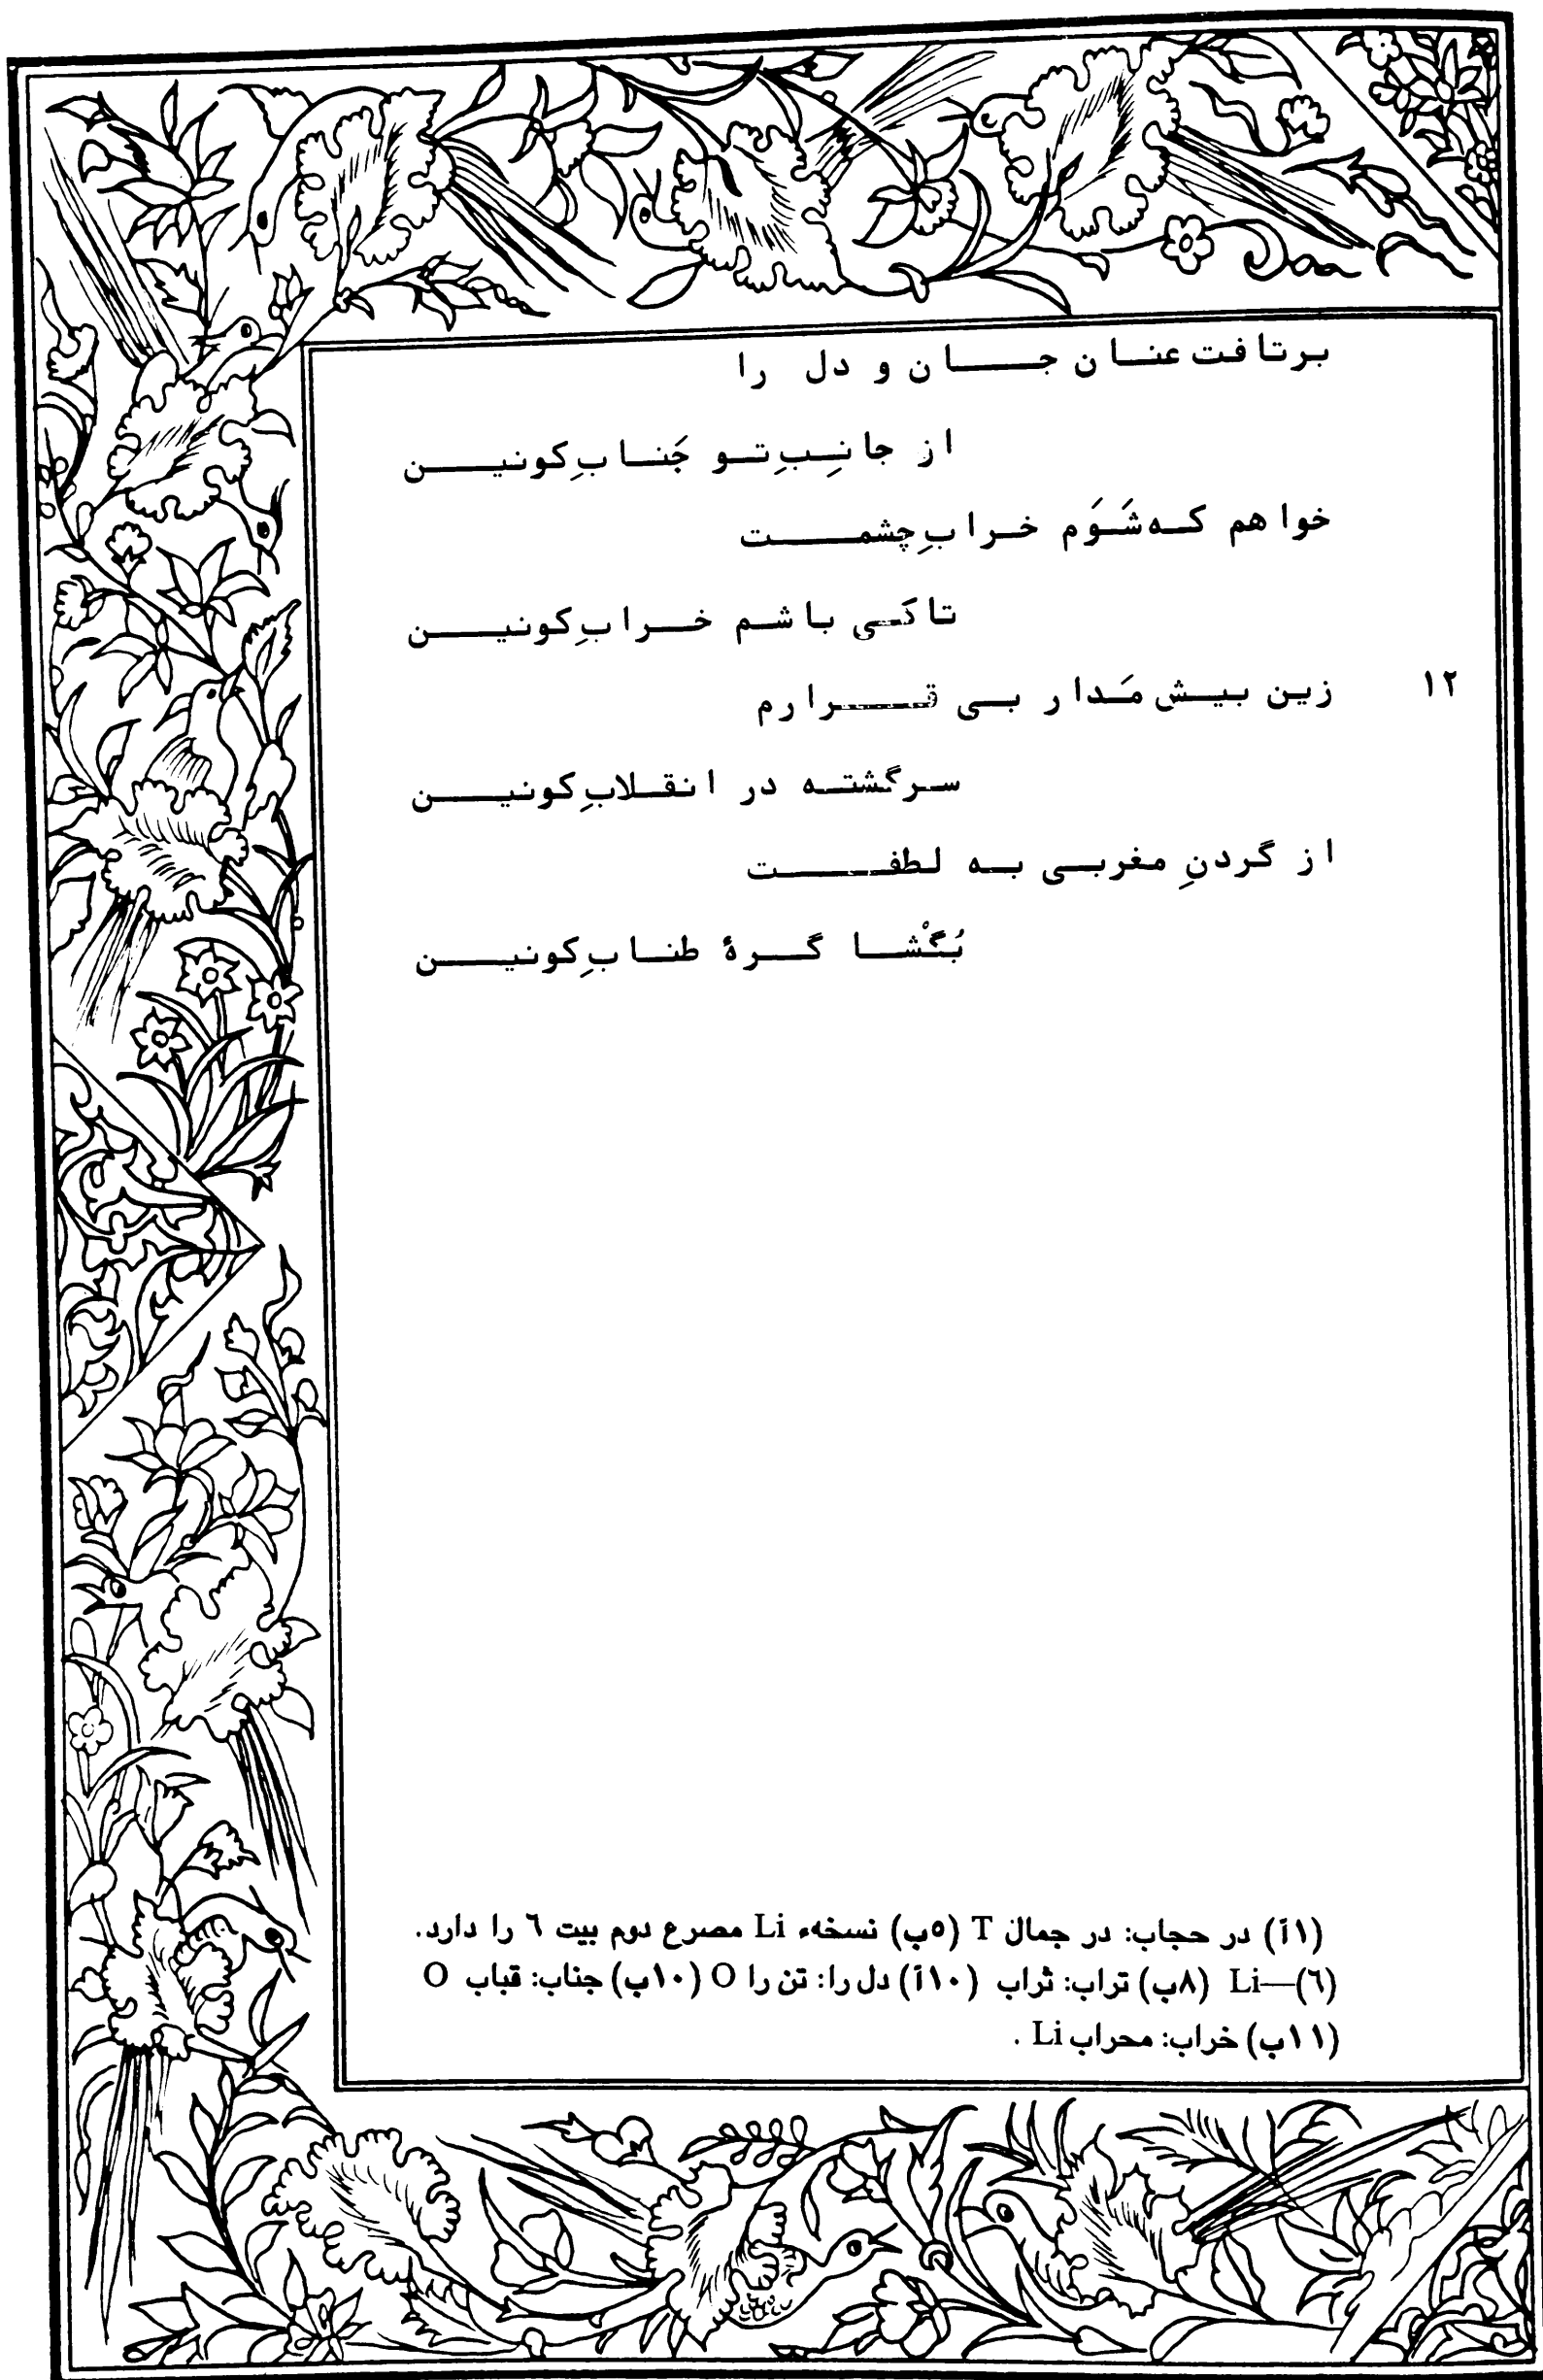 برتافت عنان جان و دل را
از جانِبِ تو جَنابِ کونین
خواهم که شَوَم خرابِ چشمت
تا کی باشم خرابِ کونین
۱۲ زین بیش مَدار بی قرارم
سرگشته در انقلابِ کونین
از گردنِ مغربی به لطفت
بُگْشا گرهٔ طنابِ کونین
(۱آ) در حجاب: در جمال T (۵ب) نسخهء Li مصرع دوم بیت ٦ را دارد.
(٦)—Li (۸ب) تراب: ثراب (۱۰آ) دل را: تن را O (۱۰ب) جناب: قباب O
(۱۱ب) خراب: محراب Li .